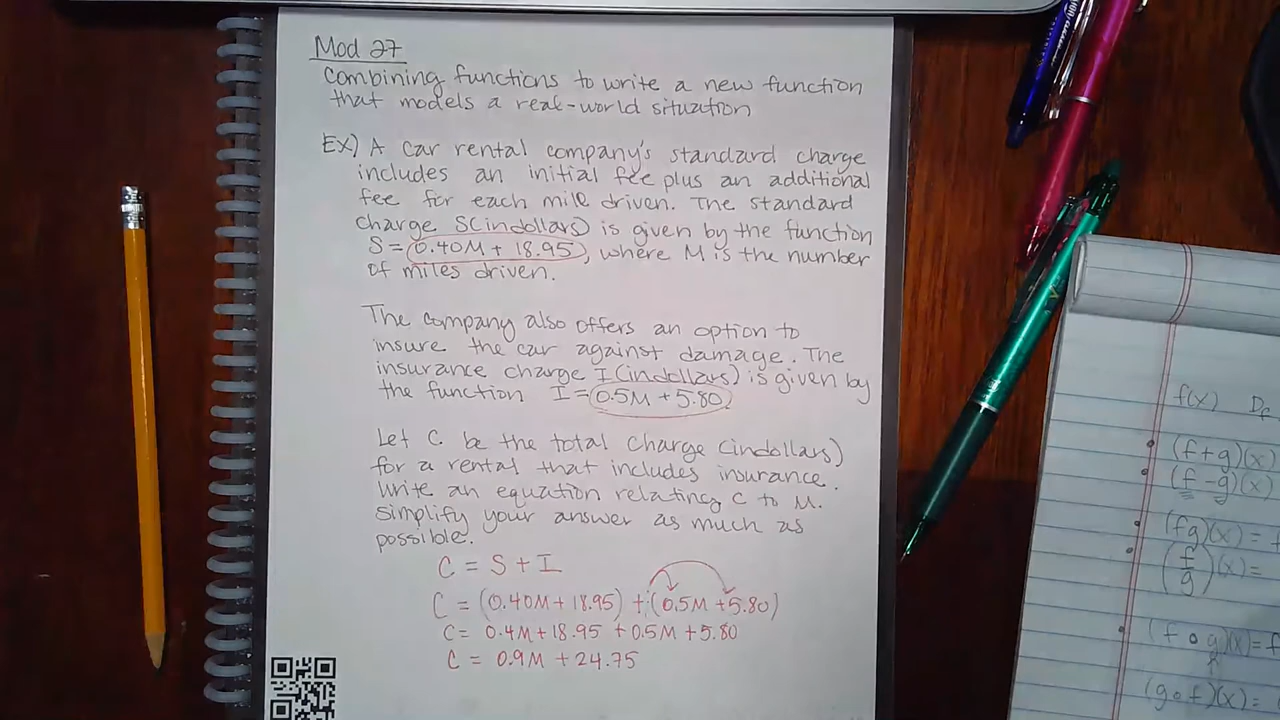 Mod 27
Combining functions to write a new function
that models a real-world situation
EX) A car rental company's standard charge
includes an initial fee plus an additional
fee for each mile driven. The standard
charge S(indollars) is given by the function
S = 0.40M + 18.95, where M is the number
of miles driven.
The company also offers an option to
insure the car against damage. The
insurance charge I(indollars) is given by
the function I = 0.5M + 5.80
Let C. be the total charge (indollars)
for a rental that includes insurance.
Write an equation relating C to M.
simplify your answer as much as
possible.
C = S + I
C = (0.40M + 18.95) + (0.5M + 5.80)
C = 0.4M + 18.95 + 0.5M + 5.80
C = 0.9M + 24.75
f(x) Df
(f+g)(x)
(f-g)(x)
(fg)(x) =
(f/g)(x) =
(f∘g)(x) = f
(g∘f)(x) =